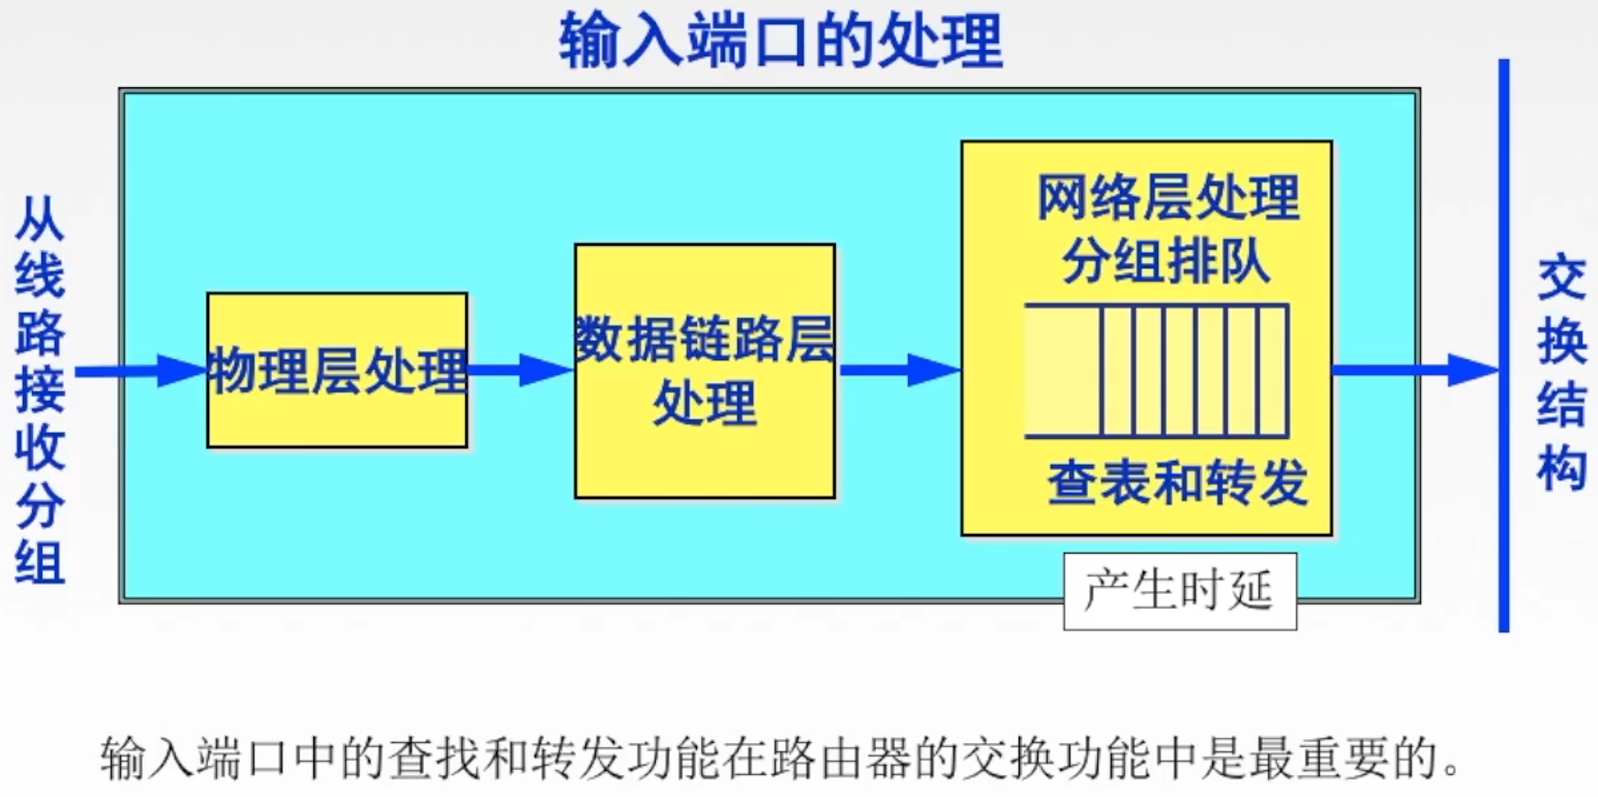 输入端口的处理
从线路接收分组
物理层处理
数据链路层
处理
网络层处理
分组排队
查表和转发
产生时延
交换结构
输入端口中的查找和转发功能在路由器的交换功能中是最重要的。